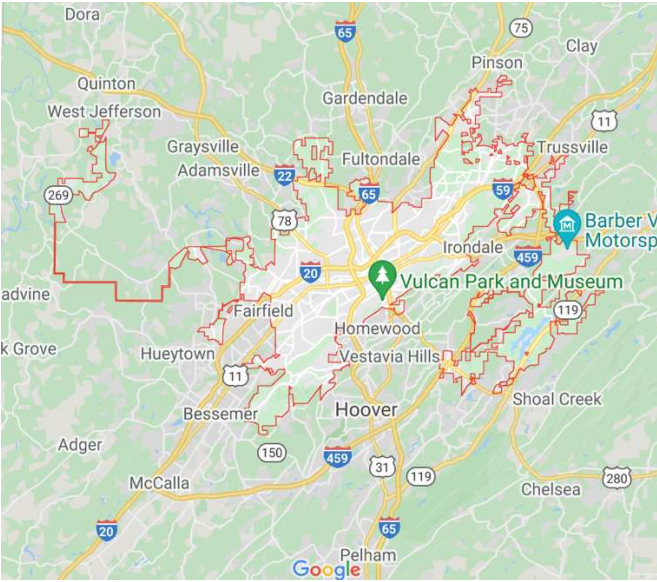 Dora
65
75
Clay
Pinson
Quinton
Gardendale
West Jefferson
11
Graysville
Trussville
Fultondale
Adamsville
22
65
59
269
78
Barber V
Motorsp
Irondale
459
20
Vulcan Park and Museum
advine
Fairfield
119
Homewood
k Grove
Hueytown
Vestavia Hills
11
Shoal Creek
Bessemer
Hoover
Adger
150
459
31
119
280
McCalla
Chelsea
20
65
Pelham
Google